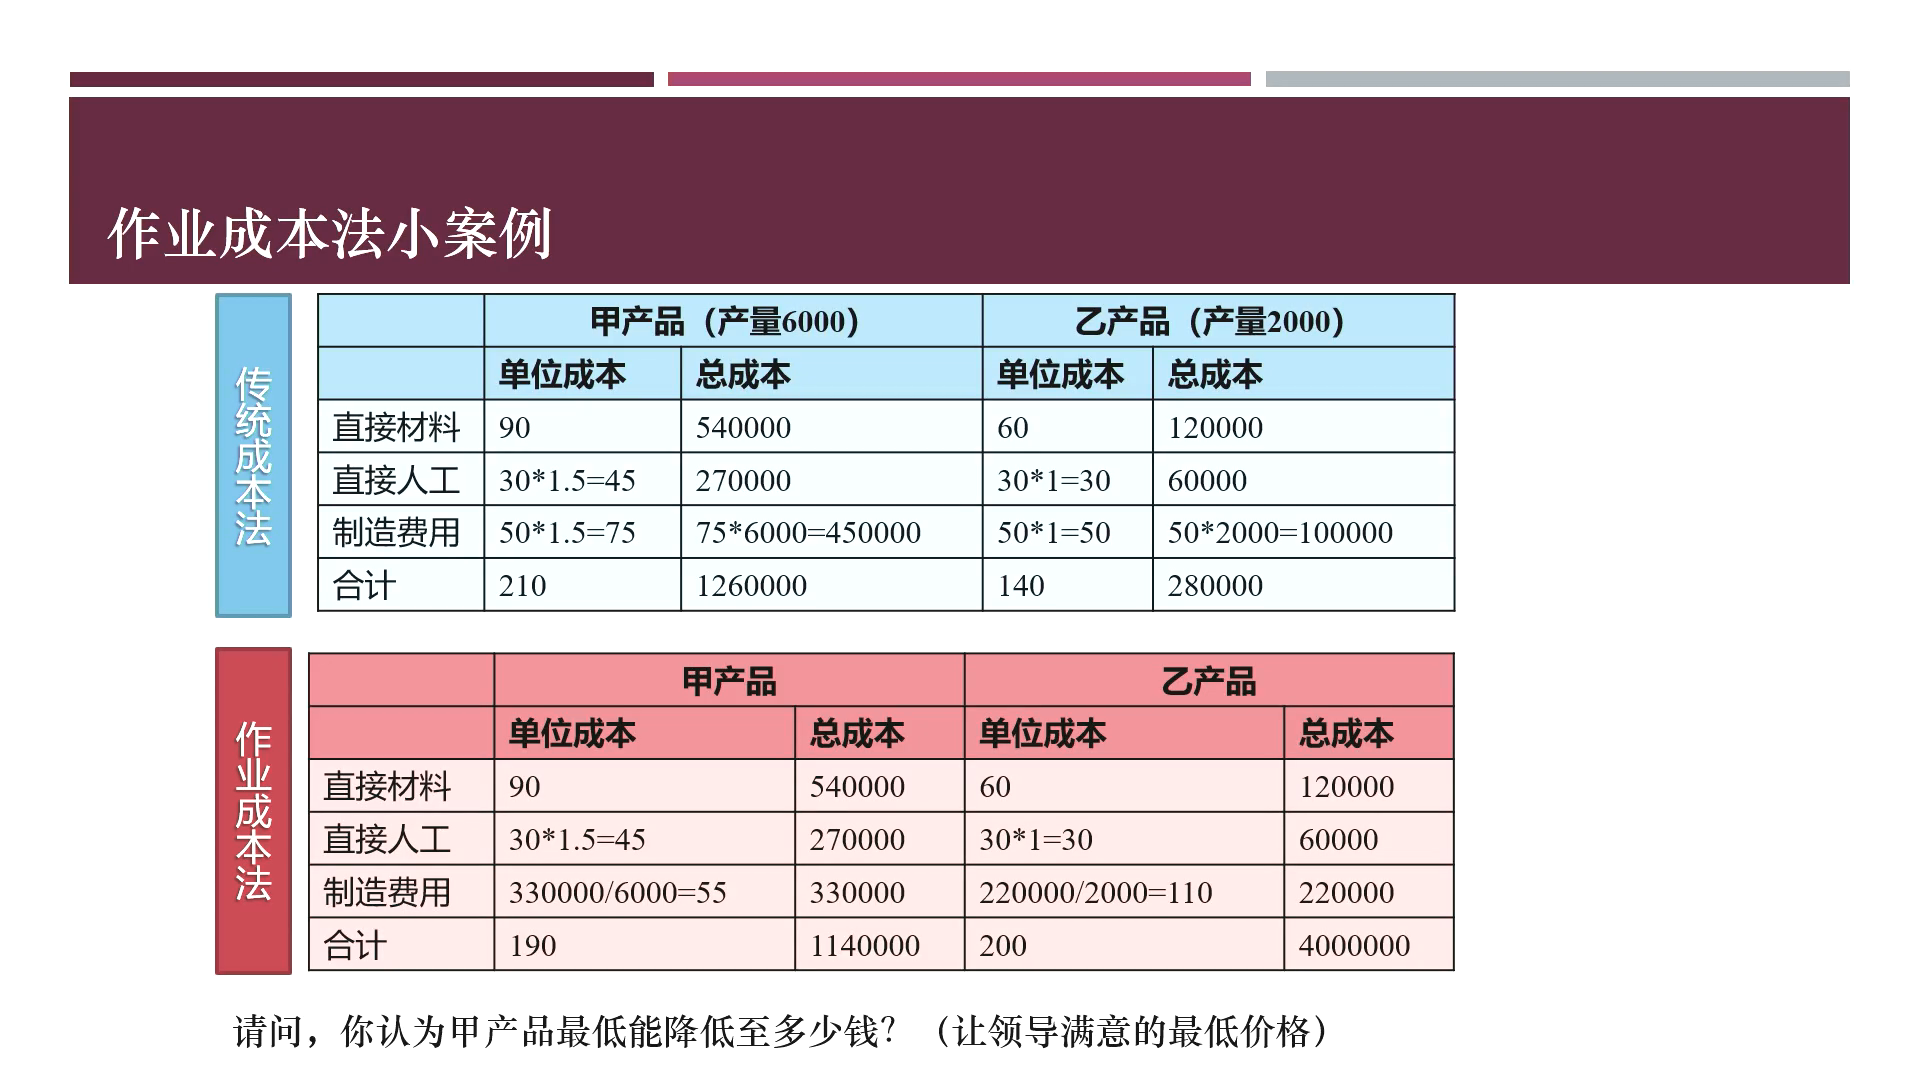 作业成本法小案例
传统成本法
甲产品（产量6000） 乙产品（产量2000）
单位成本 总成本 单位成本 总成本
直接材料 90 540000 60 120000
直接人工 30*1.5=45 270000 30*1=30 60000
制造费用 50*1.5=75 75*6000=450000 50*1=50 50*2000=100000
合计 210 1260000 140 280000
作业成本法
甲产品 乙产品
单位成本 总成本 单位成本 总成本
直接材料 90 540000 60 120000
直接人工 30*1.5=45 270000 30*1=30 60000
制造费用 330000/6000=55 330000 220000/2000=110 220000
合计 190 1140000 200 4000000
请问，你认为甲产品最低能降低至多少钱？（让领导满意的最低价格）